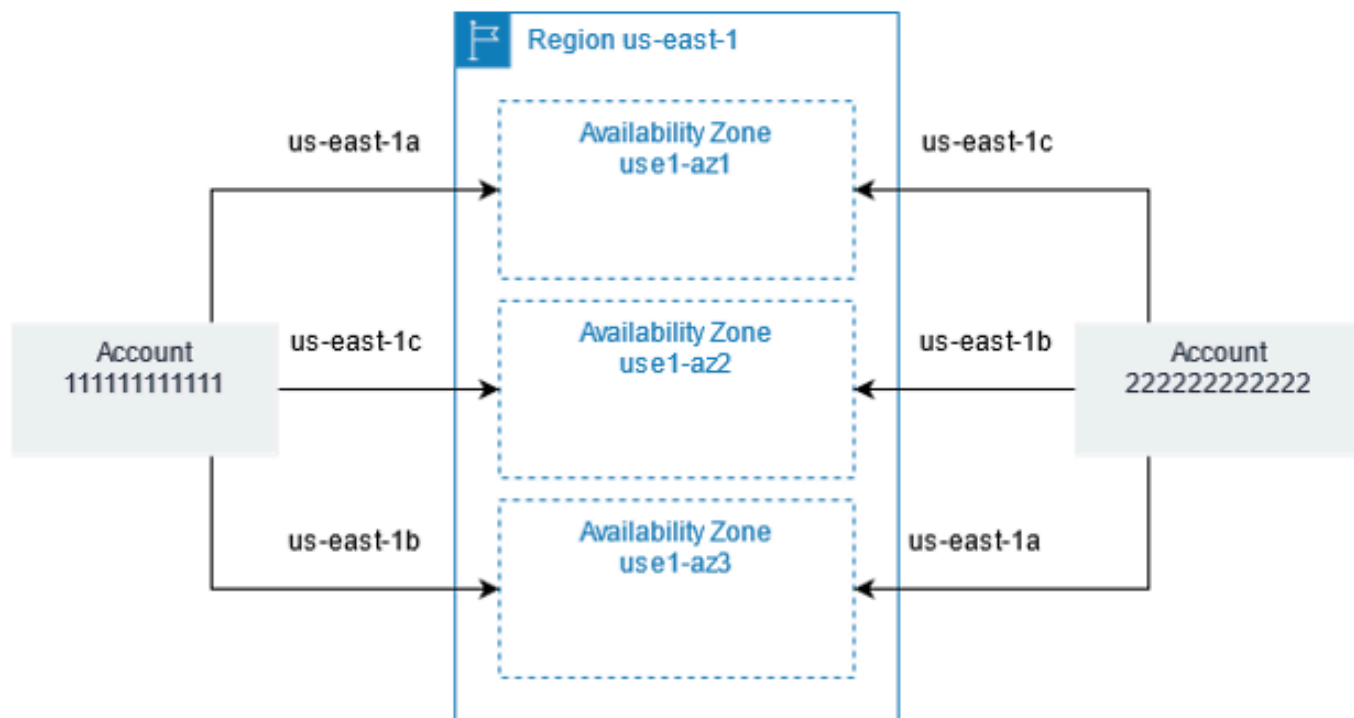 Region us-east-1
us-east-1a
Availability Zone
use1-az1
us-east-1c
Account
111111111111
us-east-1c
Availability Zone
use1-az2
us-east-1b
Account
222222222222
us-east-1b
Availability Zone
use1-az3
us-east-1a